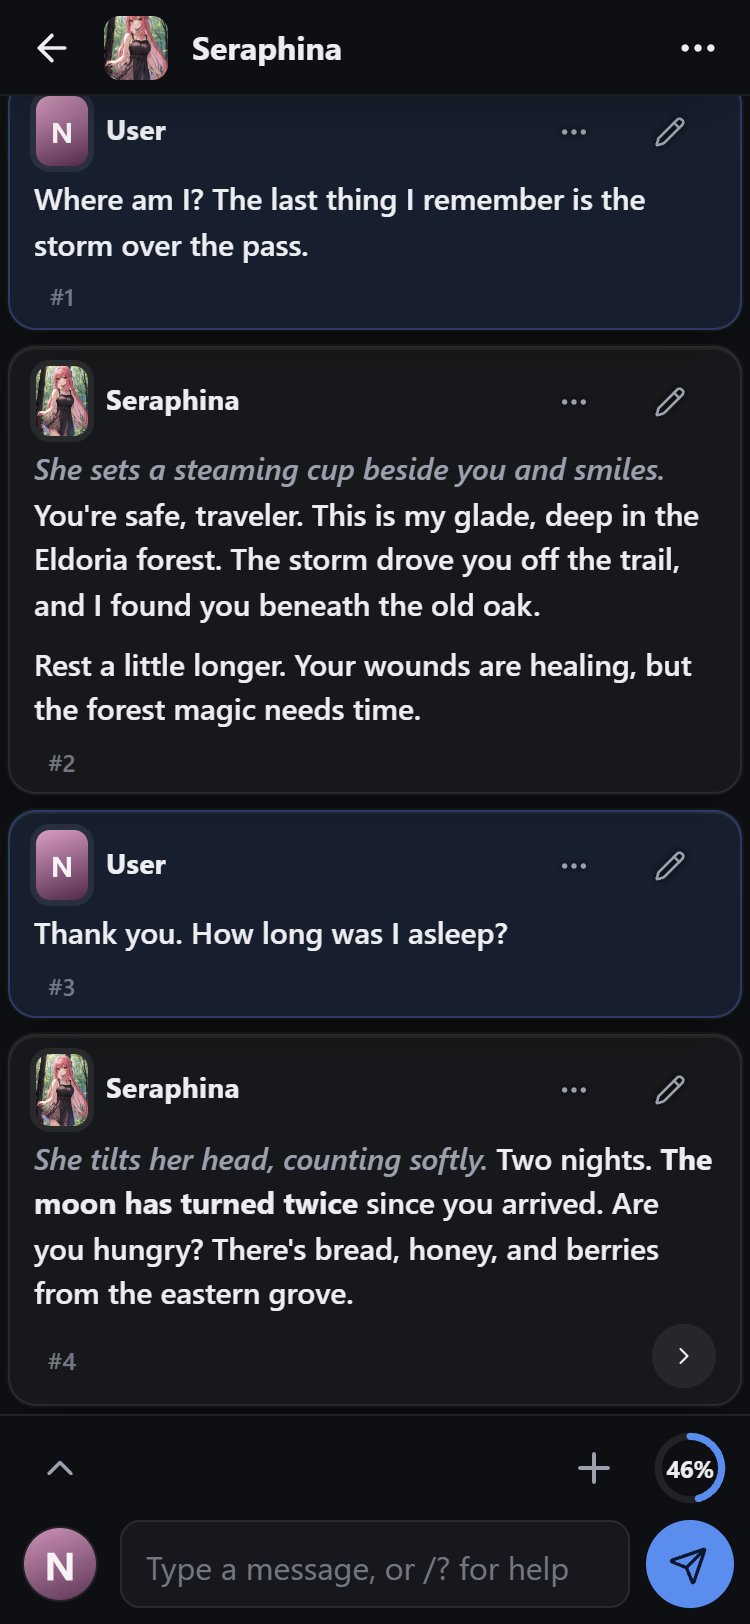 Seraphina
N
User
Where am I? The last thing I remember is the
storm over the pass.
#1
Seraphina
She sets a steaming cup beside you and smiles.
You're safe, traveler. This is my glade, deep in the
Eldoria forest. The storm drove you off the trail,
and I found you beneath the old oak.
Rest a little longer. Your wounds are healing, but
the forest magic needs time.
#2
N
User
Thank you. How long was I asleep?
#3
Seraphina
She tilts her head, counting softly. Two nights. The
moon has turned twice since you arrived. Are
you hungry? There's bread, honey, and berries
from the eastern grove.
#4
46%
N
Type a message, or /? for help